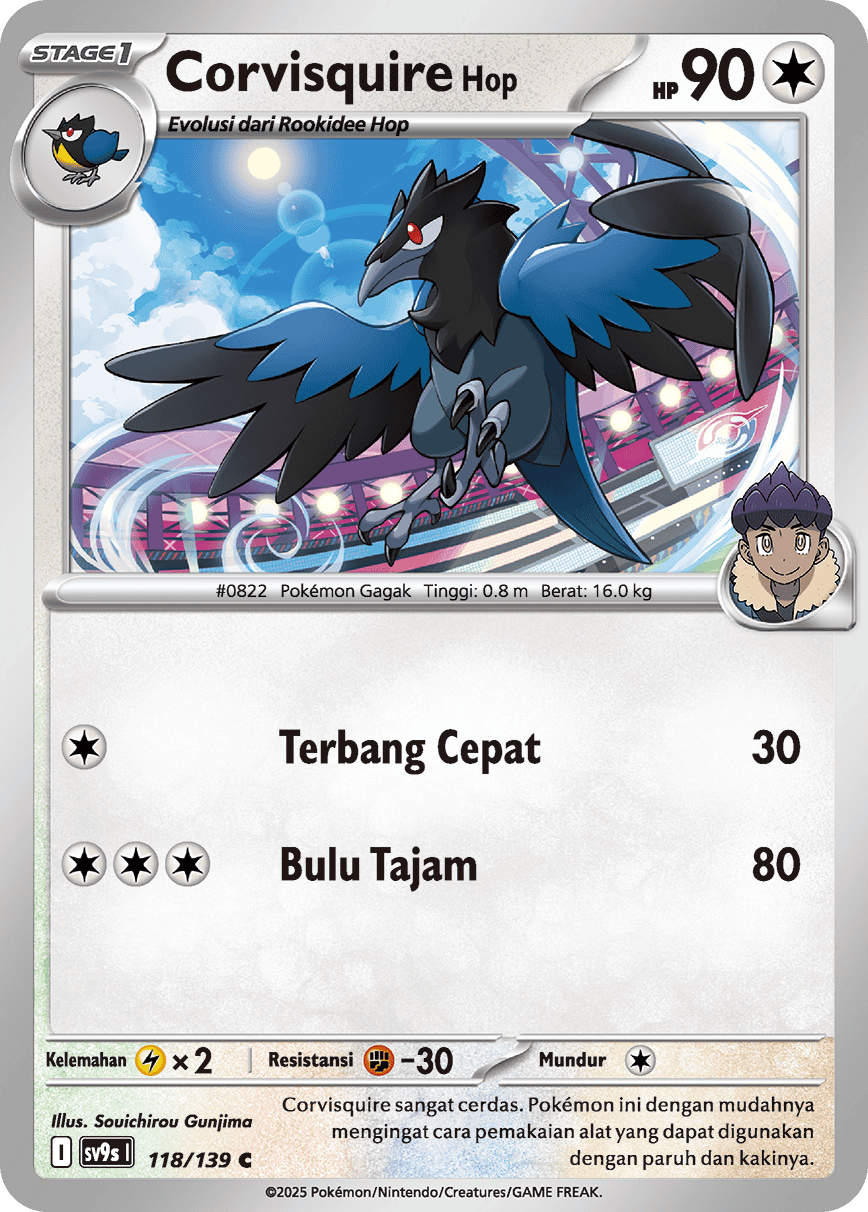 STAGE 1
Corvisquire Hop
HP 90
Evolusi dari Rookidee Hop
#0822 Pokémon Gagak Tinggi: 0.8 m Berat: 16.0 kg
Terbang Cepat 30
Bulu Tajam 80
Kelemahan ×2 Resistansi -30 Mundur
Illus. Souichirou Gunjima
Corvisquire sangat cerdas. Pokémon ini dengan mudahnya
mengingat cara pemakaian alat yang dapat digunakan
dengan paruh dan kakinya.
I sv9s I 118/139 C
©2025 Pokémon/Nintendo/Creatures/GAME FREAK.